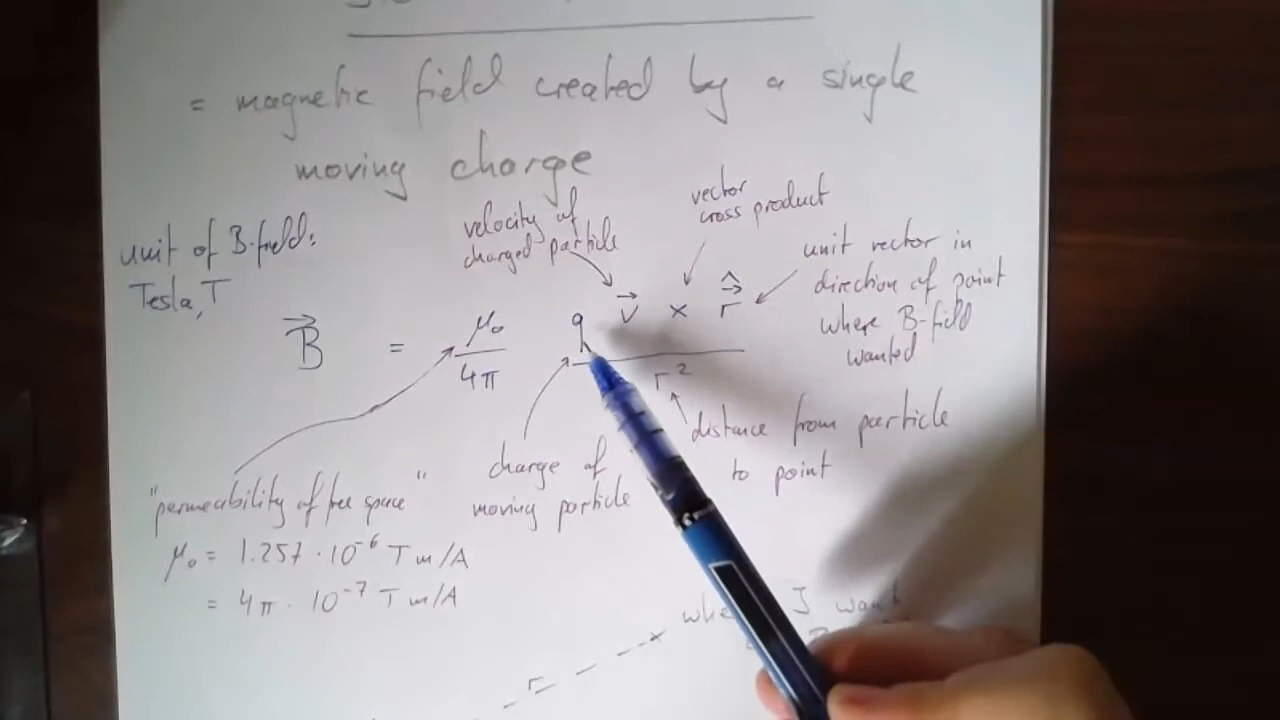 = magnetic field created by a single
moving charge
unit of B-field:
Tesla, T
velocity of
charged particle
vector
cross product
unit vector in
direction of point
where B-field
wanted
B⃗ = μ₀/4π q v⃗ × r̂⃗ / r²
distance from particle
to point
charge of
moving particle
"permeability of free space"
μ₀ = 1.257 · 10⁻⁶ T m/A
= 4π · 10⁻⁷ T m/A
I want
r